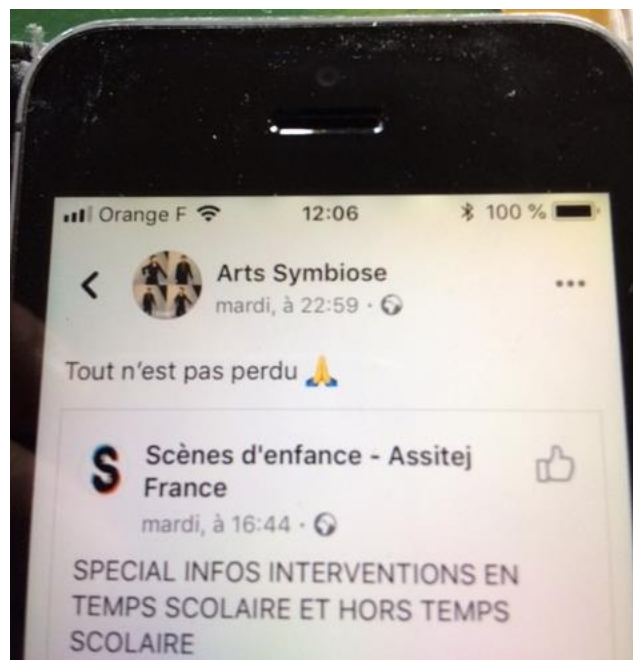 Orange F 12:06 100 %
Arts Symbiose
mardi, à 22:59 ·
Tout n'est pas perdu 🙏
S
Scènes d'enfance - Assitej
France
mardi, à 16:44 ·
SPECIAL INFOS INTERVENTIONS EN
TEMPS SCOLAIRE ET HORS TEMPS
SCOLAIRE